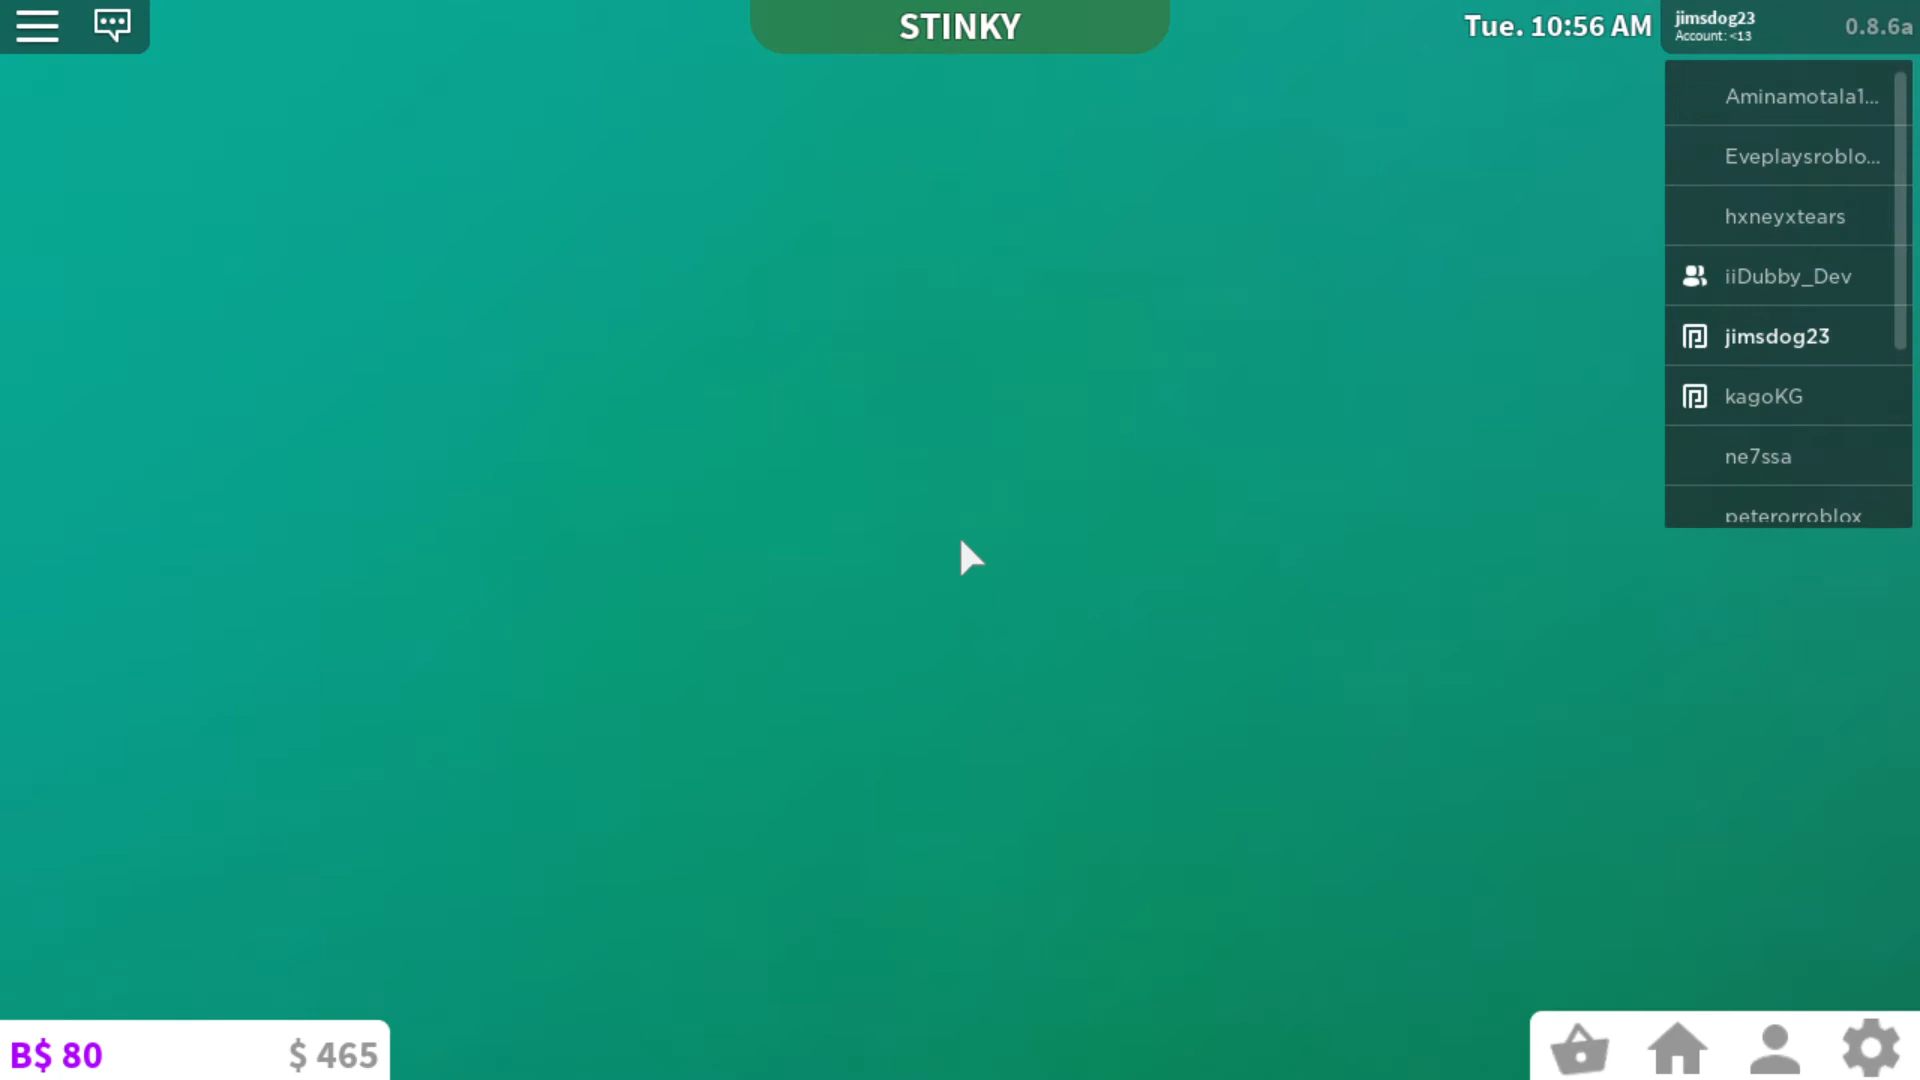 STINKY
Tue. 10:56 AM
jimsdog23
Account: <13
0.8.6a
Aminamotala1...
Eveplaysroblo...
hxneyxtears
iiDubby_Dev
jimsdog23
kagoKG
ne7ssa
peterorroblox
B$ 80
$ 465